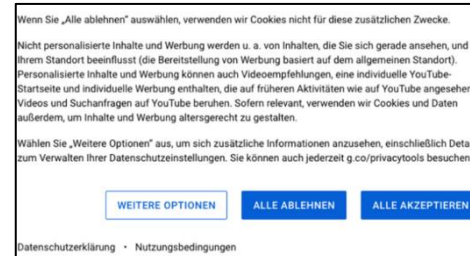 Wenn Sie „Alle ablehnen“ auswählen, verwenden wir Cookies nicht für diese zusätzlichen Zwecke.
Nicht personalisierte Inhalte und Werbung werden u. a. von Inhalten, die Sie sich gerade ansehen, und
Ihrem Standort beeinflusst (die Bereitstellung von Werbung basiert auf dem allgemeinen Standort).
Personalisierte Inhalte und Werbung können auch Videoempfehlungen, eine individuelle YouTube-
Startseite und individuelle Werbung enthalten, die auf früheren Aktivitäten wie auf YouTube angesehen
Videos und Suchanfragen auf YouTube beruhen. Sofern relevant, verwenden wir Cookies und Daten
außerdem, um Inhalte und Werbung altersgerecht zu gestalten.
Wählen Sie „Weitere Optionen“ aus, um sich zusätzliche Informationen anzusehen, einschließlich Deta
zum Verwalten Ihrer Datenschutzeinstellungen. Sie können auch jederzeit g.co/privacytools besuchen
WEITERE OPTIONEN ALLE ABLEHNEN ALLE AKZEPTIEREN
Datenschutzerklärung • Nutzungsbedingungen